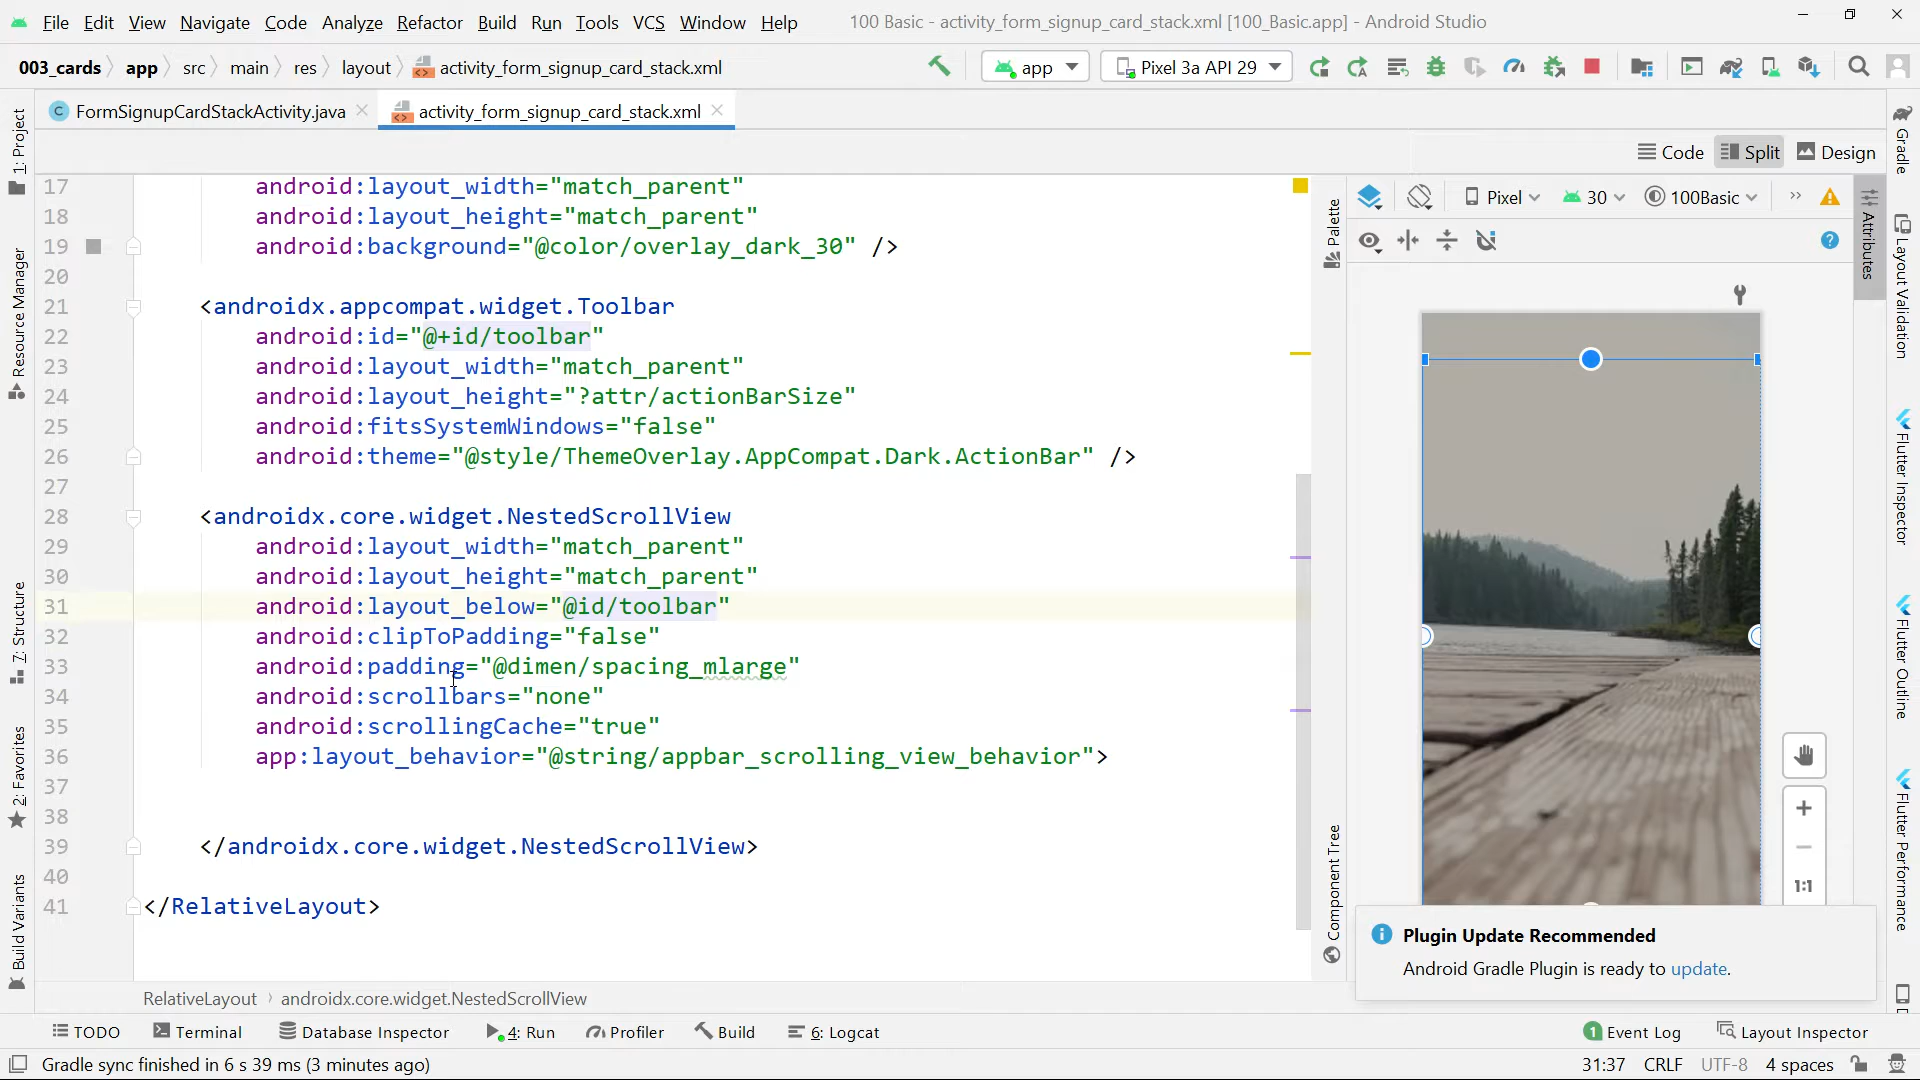 File Edit View Navigate Code Analyze Refactor Build Run Tools VCS Window Help 100 Basic - activity_form_signup_card_stack.xml [100_Basic.app] - Android Studio
003_cards app src main res layout activity_form_signup_card_stack.xml app Pixel 3a API 29
FormSignupCardStackActivity.java activity_form_signup_card_stack.xml
Code Split Design
Pixel 30 100Basic
17 android:layout_width="match_parent"
18 android:layout_height="match_parent"
19 android:background="@color/overlay_dark_30" />
20
21 <androidx.appcompat.widget.Toolbar
22 android:id="@+id/toolbar"
23 android:layout_width="match_parent"
24 android:layout_height="?attr/actionBarSize"
25 android:fitsSystemWindows="false"
26 android:theme="@style/ThemeOverlay.AppCompat.Dark.ActionBar" />
27
28 <androidx.core.widget.NestedScrollView
29 android:layout_width="match_parent"
30 android:layout_height="match_parent"
31 android:layout_below="@id/toolbar"
32 android:clipToPadding="false"
33 android:padding="@dimen/spacing_mlarge"
34 android:scrollbars="none"
35 android:scrollingCache="true"
36 app:layout_behavior="@string/appbar_scrolling_view_behavior">
37
38
39 </androidx.core.widget.NestedScrollView>
40
41 </RelativeLayout>
RelativeLayout androidx.core.widget.NestedScrollView
1: Project
Resource Manager
7: Structure
2: Favorites
Build Variants
Palette
Component Tree
1:1
Attributes
Gradle
Layout Validation
Flutter Inspector
Flutter Outline
Flutter Performance
Plugin Update Recommended
Android Gradle Plugin is ready to update.
TODO Terminal Database Inspector 4: Run Profiler Build 6: Logcat 1 Event Log Layout Inspector
Gradle sync finished in 6 s 39 ms (3 minutes ago) 31:37 CRLF UTF-8 4 spaces